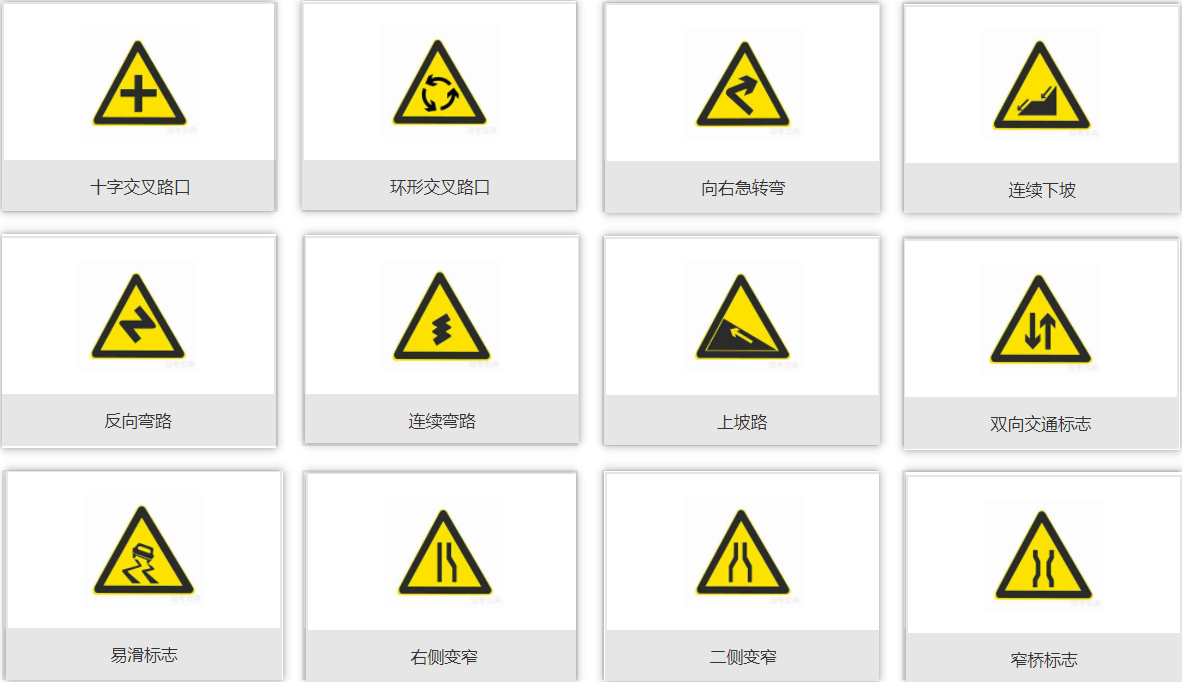 十字交叉路口
环形交叉路口
向右急转弯
连续下坡
反向弯路
连续弯路
上坡路
双向交通标志
易滑标志
右侧变窄
二侧变窄
窄桥标志